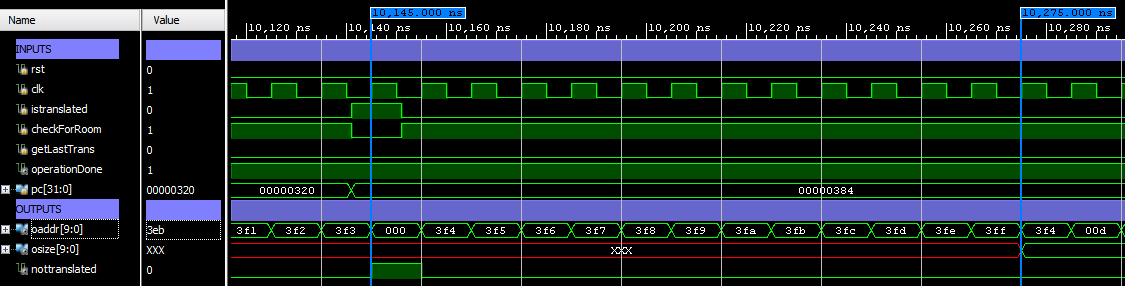 10,145.000 ns 10,275.000 ns
Name Value
10,120 ns 10,140 ns 10,160 ns 10,180 ns 10,200 ns 10,220 ns 10,240 ns 10,260 ns 10,280 ns
INPUTS
rst 0
clk 1
istranslated 0
checkForRoom 1
getLastTrans 0
operationDone 1
pc[31:0] 00000320 00000320 00000384
OUTPUTS
oaddr[9:0] 3eb 3f1 3f2 3f3 000 3f4 3f5 3f6 3f7 3f8 3f9 3fa 3fb 3fc 3fd 3fe 3ff 3f4 00d
osize[9:0] XXX XXX
nottranslated 0